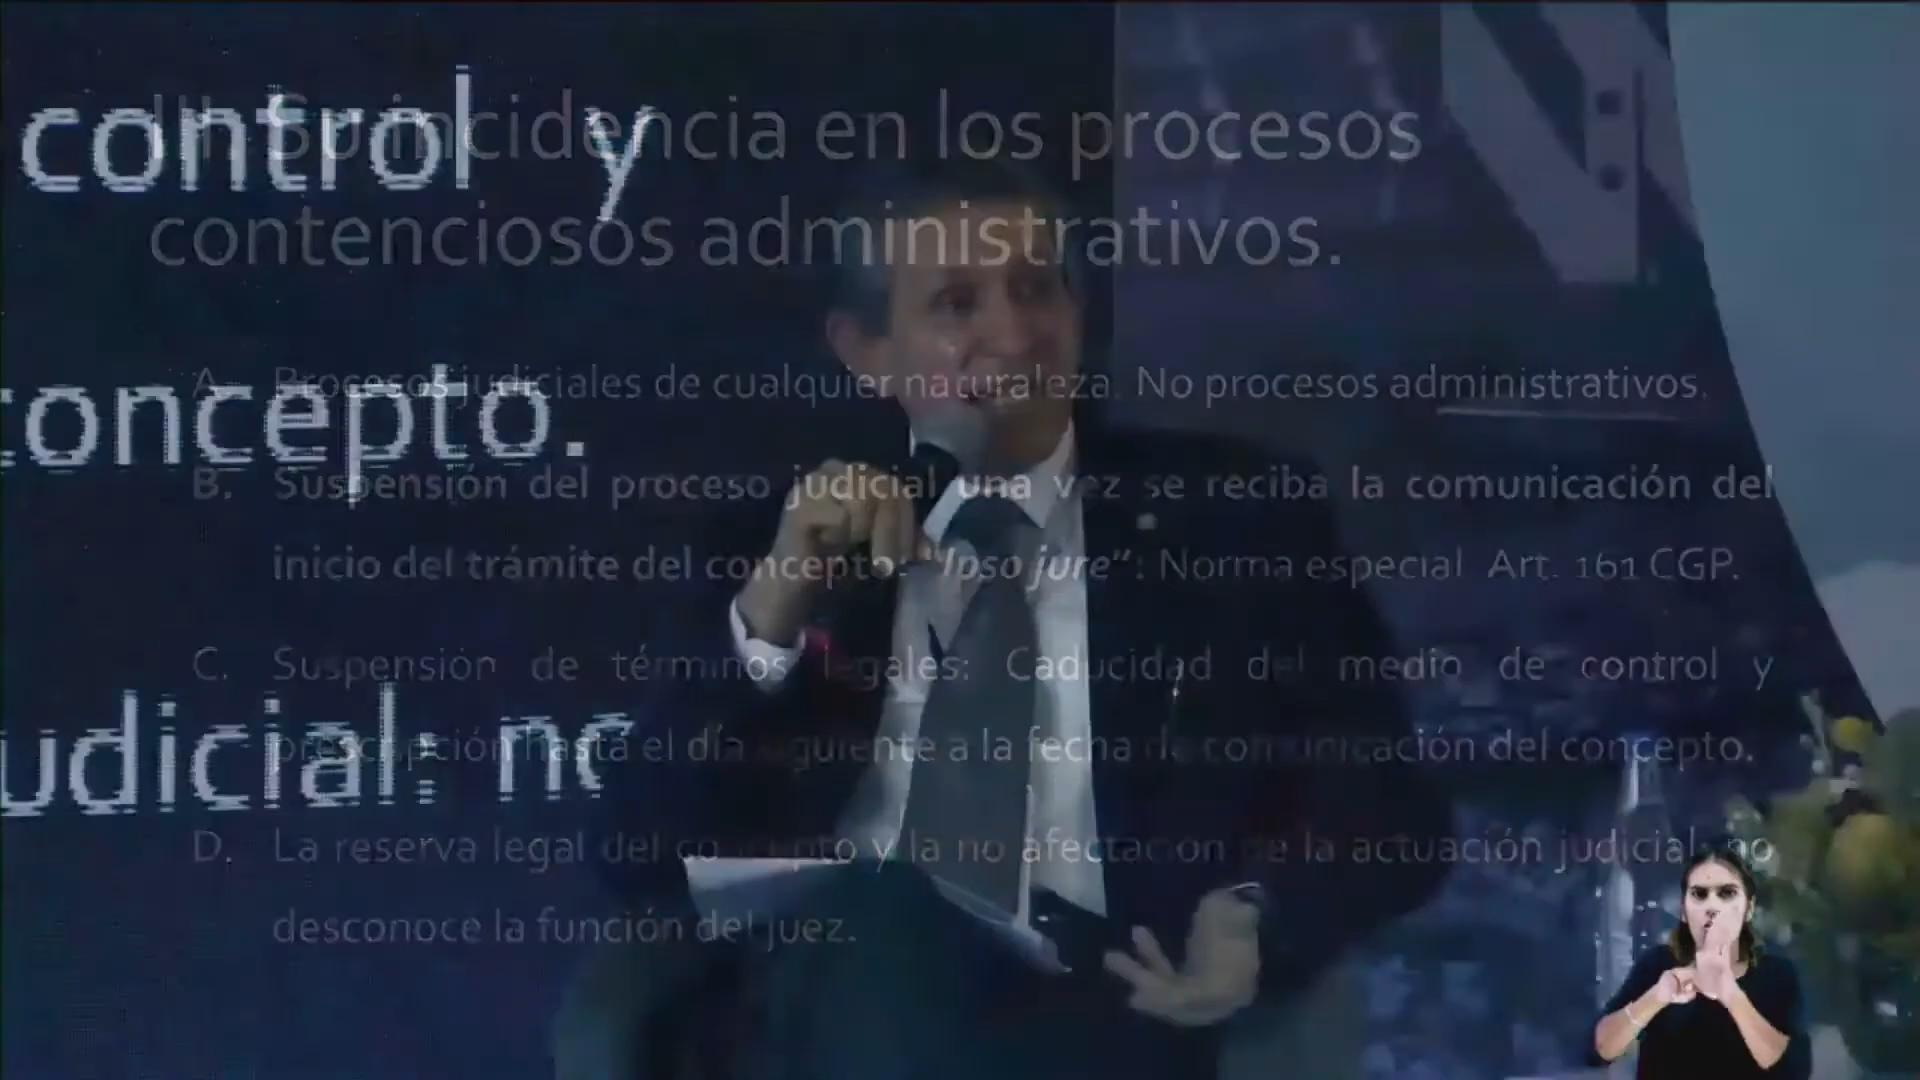 control y
concepto.
udicial: no
III. Su incidencia en los procesos
contenciosos administrativos.
A. Procesos judiciales de cualquier naturaleza. No procesos administrativos.
B. Suspensión del proceso judicial una vez se reciba la comunicación del
inicio del trámite del concepto: “Ipso jure”: Norma especial Art. 161 CGP.
C. Suspensión de términos legales: Caducidad del medio de control y
prescripción hasta el día siguiente a la fecha de comunicación del concepto.
D. La reserva legal del concepto y la no afectación de la actuación judicial: no
desconoce la función del juez.